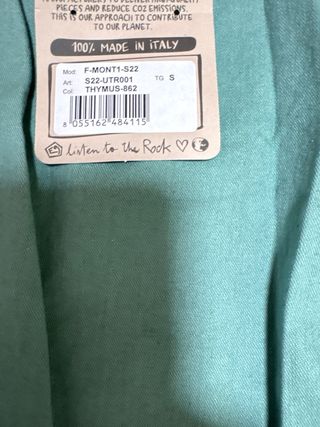 PIECES AND REDUCE CO2 EMISSIONS.
THIS IS OUR APPROACH TO CONTRIBUTE
TO OUR PLANET.
100% MADE IN ITALY
Mod: F-MONT1-S22
Art: S22-UTR001 TG S
Col: THYMUS-862
8 055162 484115
listen to the Rock